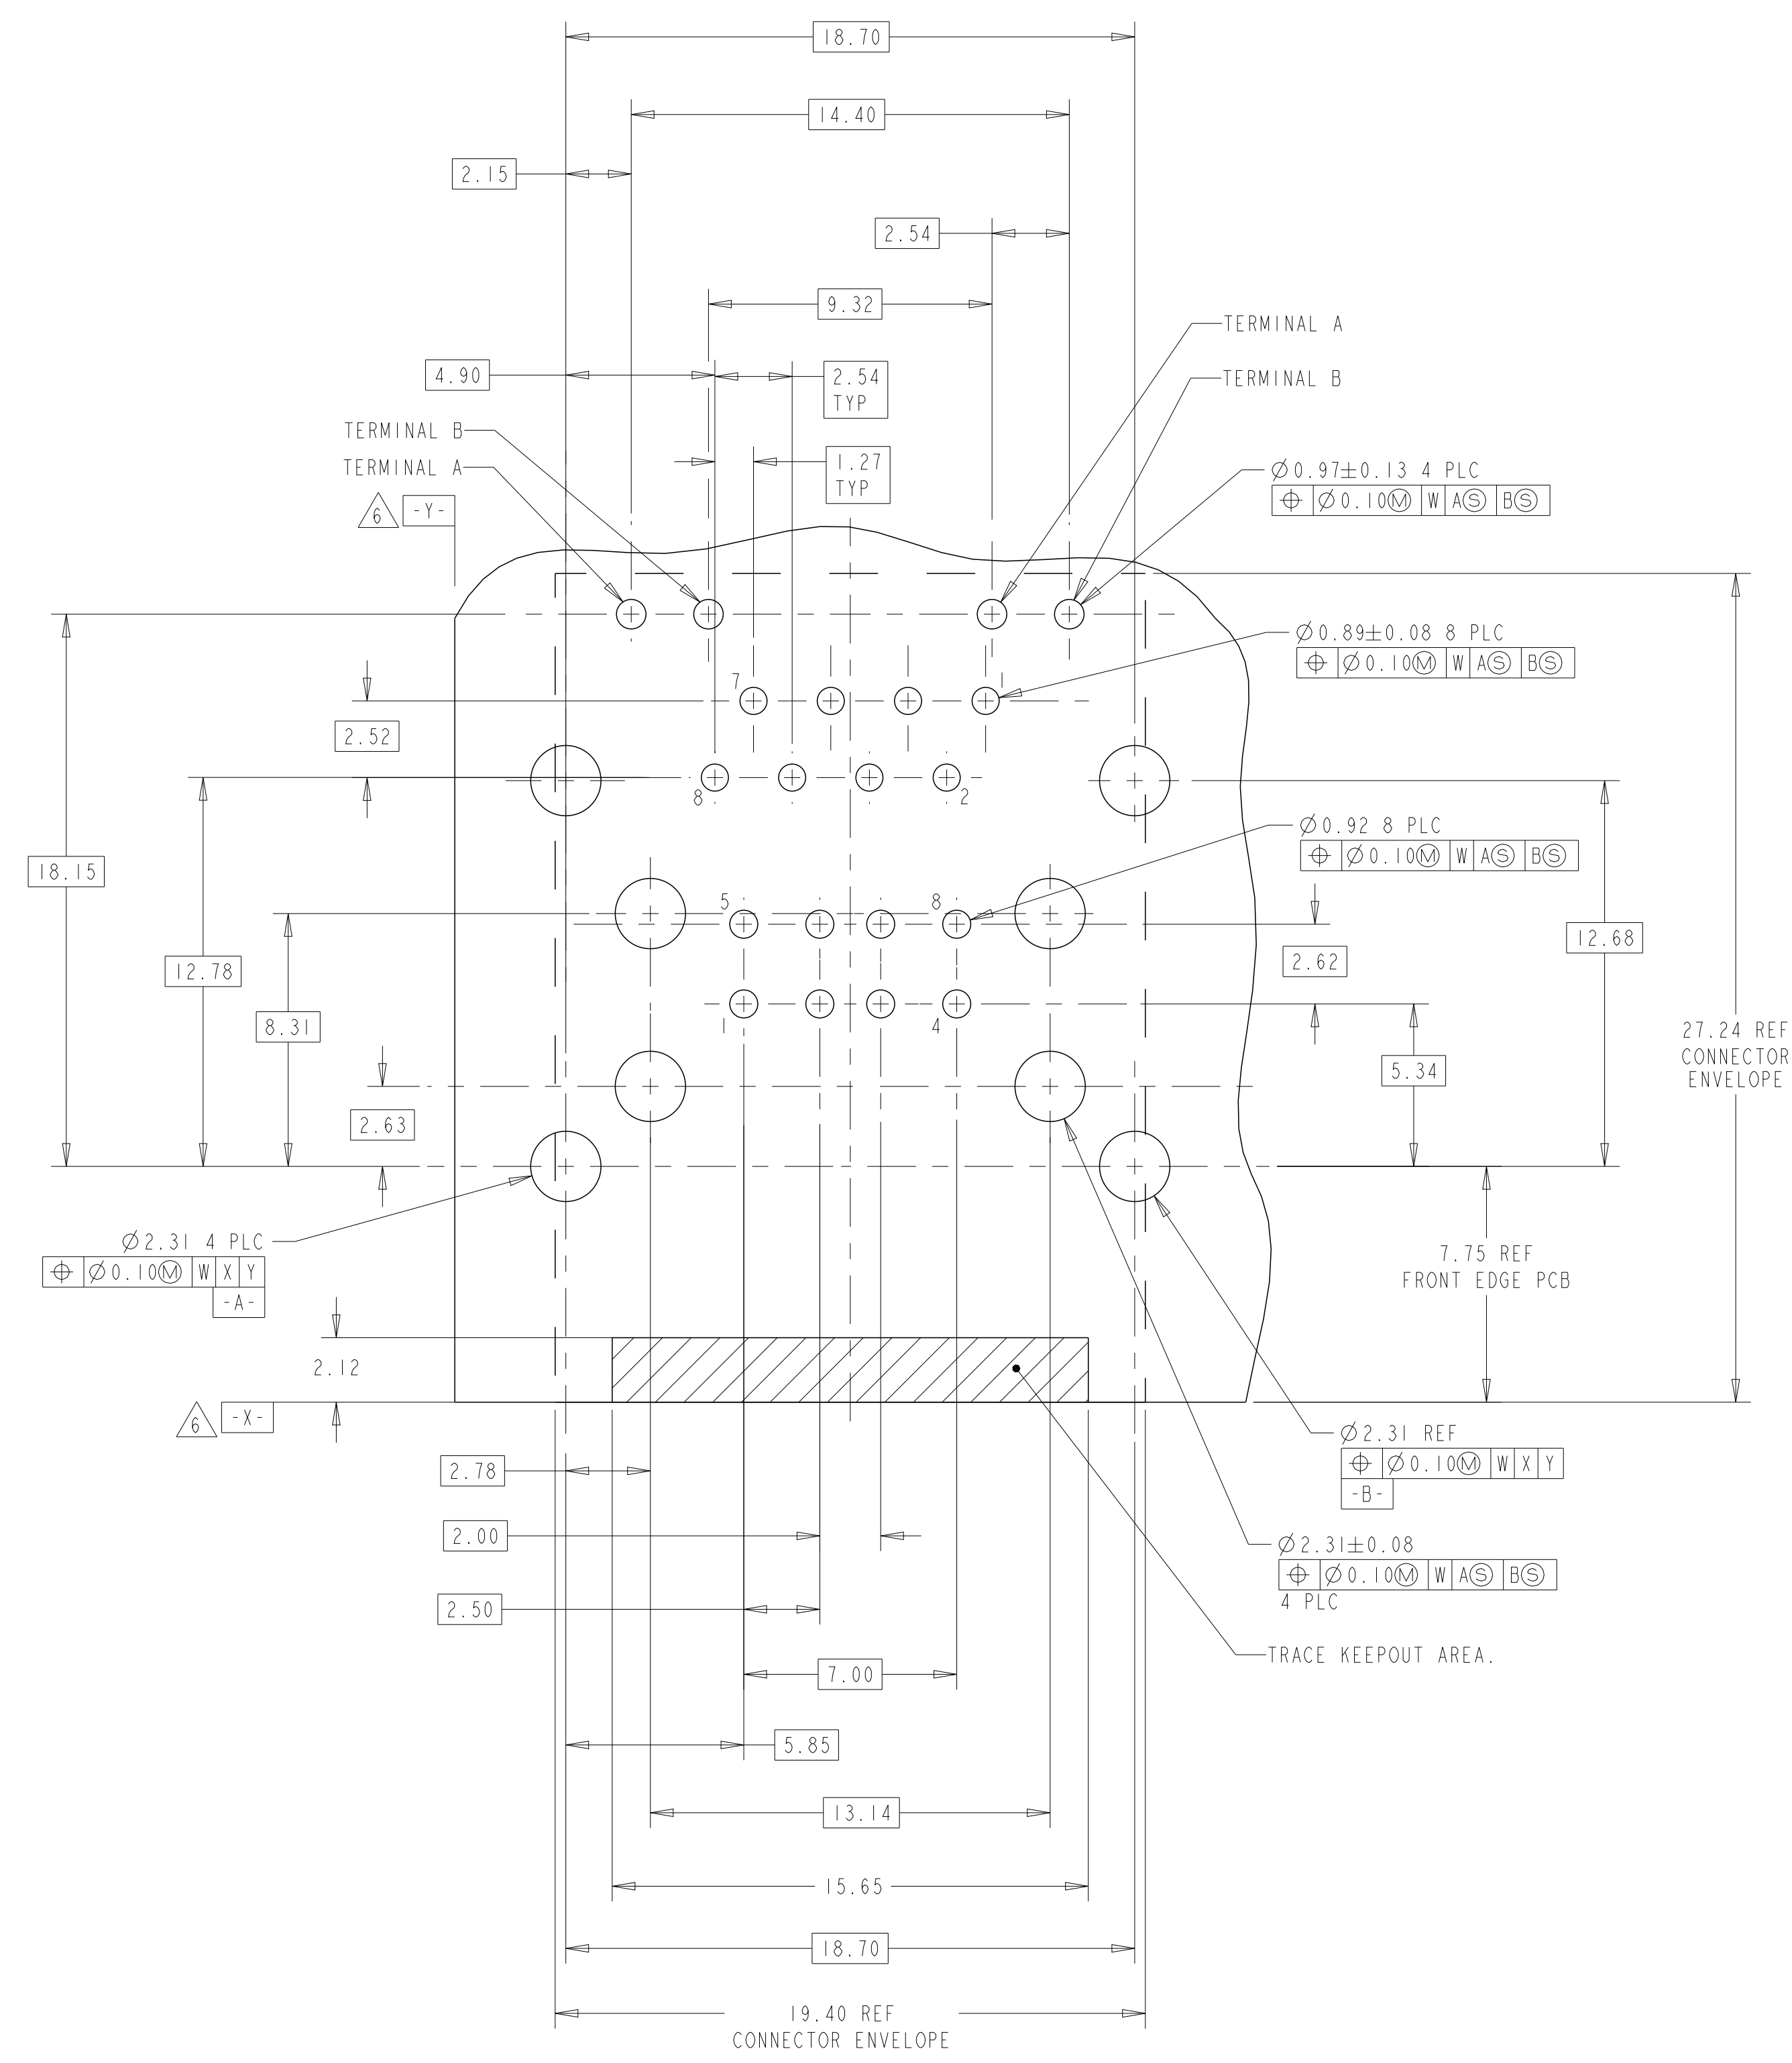 18.70
14.40
2.15
2.54
9.32
TERMINAL A
4.90
2.54
TYP
TERMINAL B
TERMINAL B
TERMINAL A
1.27
TYP
Ø0.97±0.13 4 PLC
⌖ Ø0.10Ⓜ W AⓈ BⓈ
6 -Y-
Ø0.89±0.08 8 PLC
⌖ Ø0.10Ⓜ W AⓈ BⓈ
7 1
2.52
8 2
Ø0.92 8 PLC
⌖ Ø0.10Ⓜ W AⓈ BⓈ
18.15
5 8
12.68
2.62
12.78
8.31
1 4
27.24 REF
CONNECTOR
ENVELOPE
5.34
2.63
Ø2.31 4 PLC
⌖ Ø0.10Ⓜ W X Y
-A-
7.75 REF
FRONT EDGE PCB
2.12
6 -X-
Ø2.31 REF
⌖ Ø0.10Ⓜ W X Y
-B-
2.78
2.00
Ø2.31±0.08
⌖ Ø0.10Ⓜ W AⓈ BⓈ
4 PLC
2.50
TRACE KEEPOUT AREA.
7.00
5.85
13.14
15.65
18.70
19.40 REF
CONNECTOR ENVELOPE